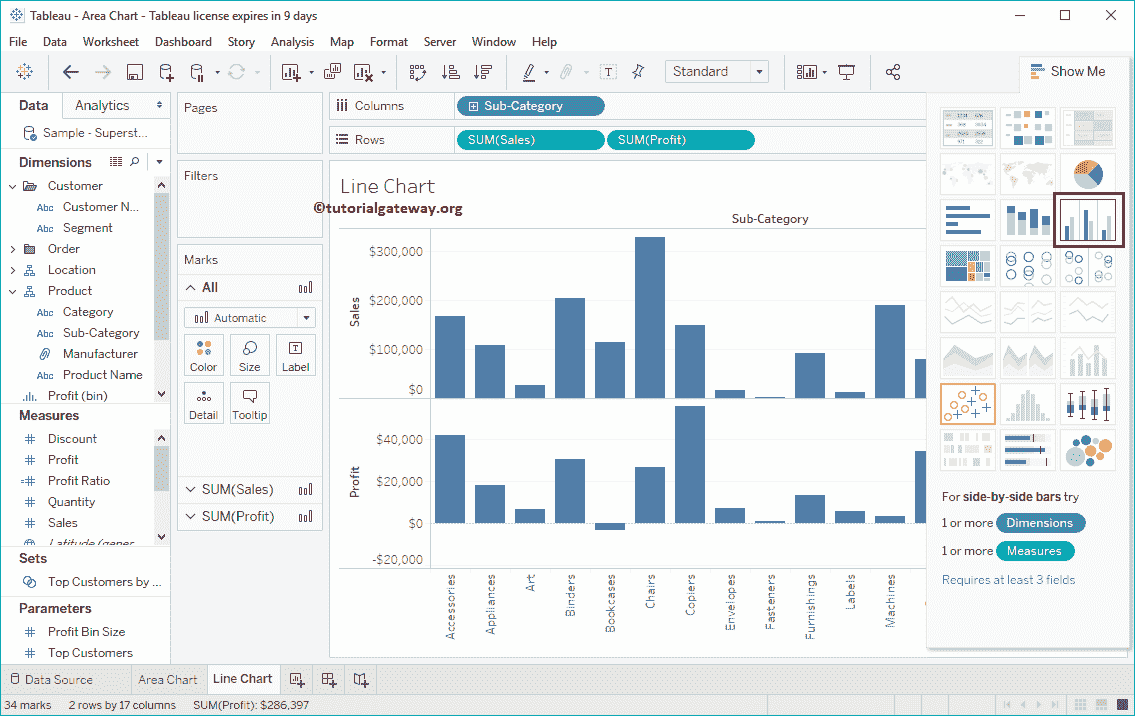 Tableau - Area Chart - Tableau license expires in 9 days
File Data Worksheet Dashboard Story Analysis Map Format Server Window Help
Standard
Show Me
Data Analytics
Sample - Superst...
Dimensions
Customer
Abc Customer N...
Abc Segment
Order
Location
Product
Abc Category
Abc Sub-Category
Manufacturer
Abc Product Name
Profit (bin)
Measures
# Discount
# Profit
=# Profit Ratio
# Quantity
# Sales
Latitude (gener
Sets
Top Customers by ...
Parameters
# Profit Bin Size
# Top Customers
Pages
Filters
Marks
All
Automatic
Color Size Label
Detail Tooltip
SUM(Sales)
SUM(Profit)
Columns Sub-Category
Rows SUM(Sales) SUM(Profit)
Line Chart
©tutorialgateway.org
Sub-Category
Sales
$300,000
$200,000
$100,000
$0
Profit
$40,000
$20,000
$0
-$20,000
Accessories
Appliances
Art
Binders
Bookcases
Chairs
Copiers
Envelopes
Fasteners
Furnishings
Labels
Machines
For side-by-side bars try
1 or more Dimensions
1 or more Measures
Requires at least 3 fields
Data Source Area Chart Line Chart
34 marks 2 rows by 17 columns SUM(Profit): $286,397